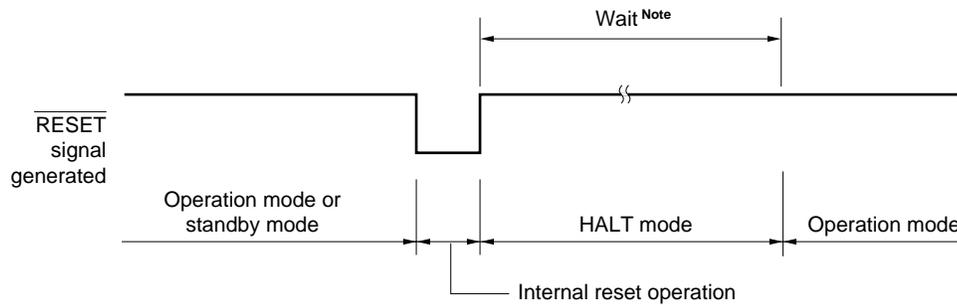 Wait Note
RESET
signal
generated
Operation mode or
standby mode
HALT mode
Operation mode
Internal reset operation